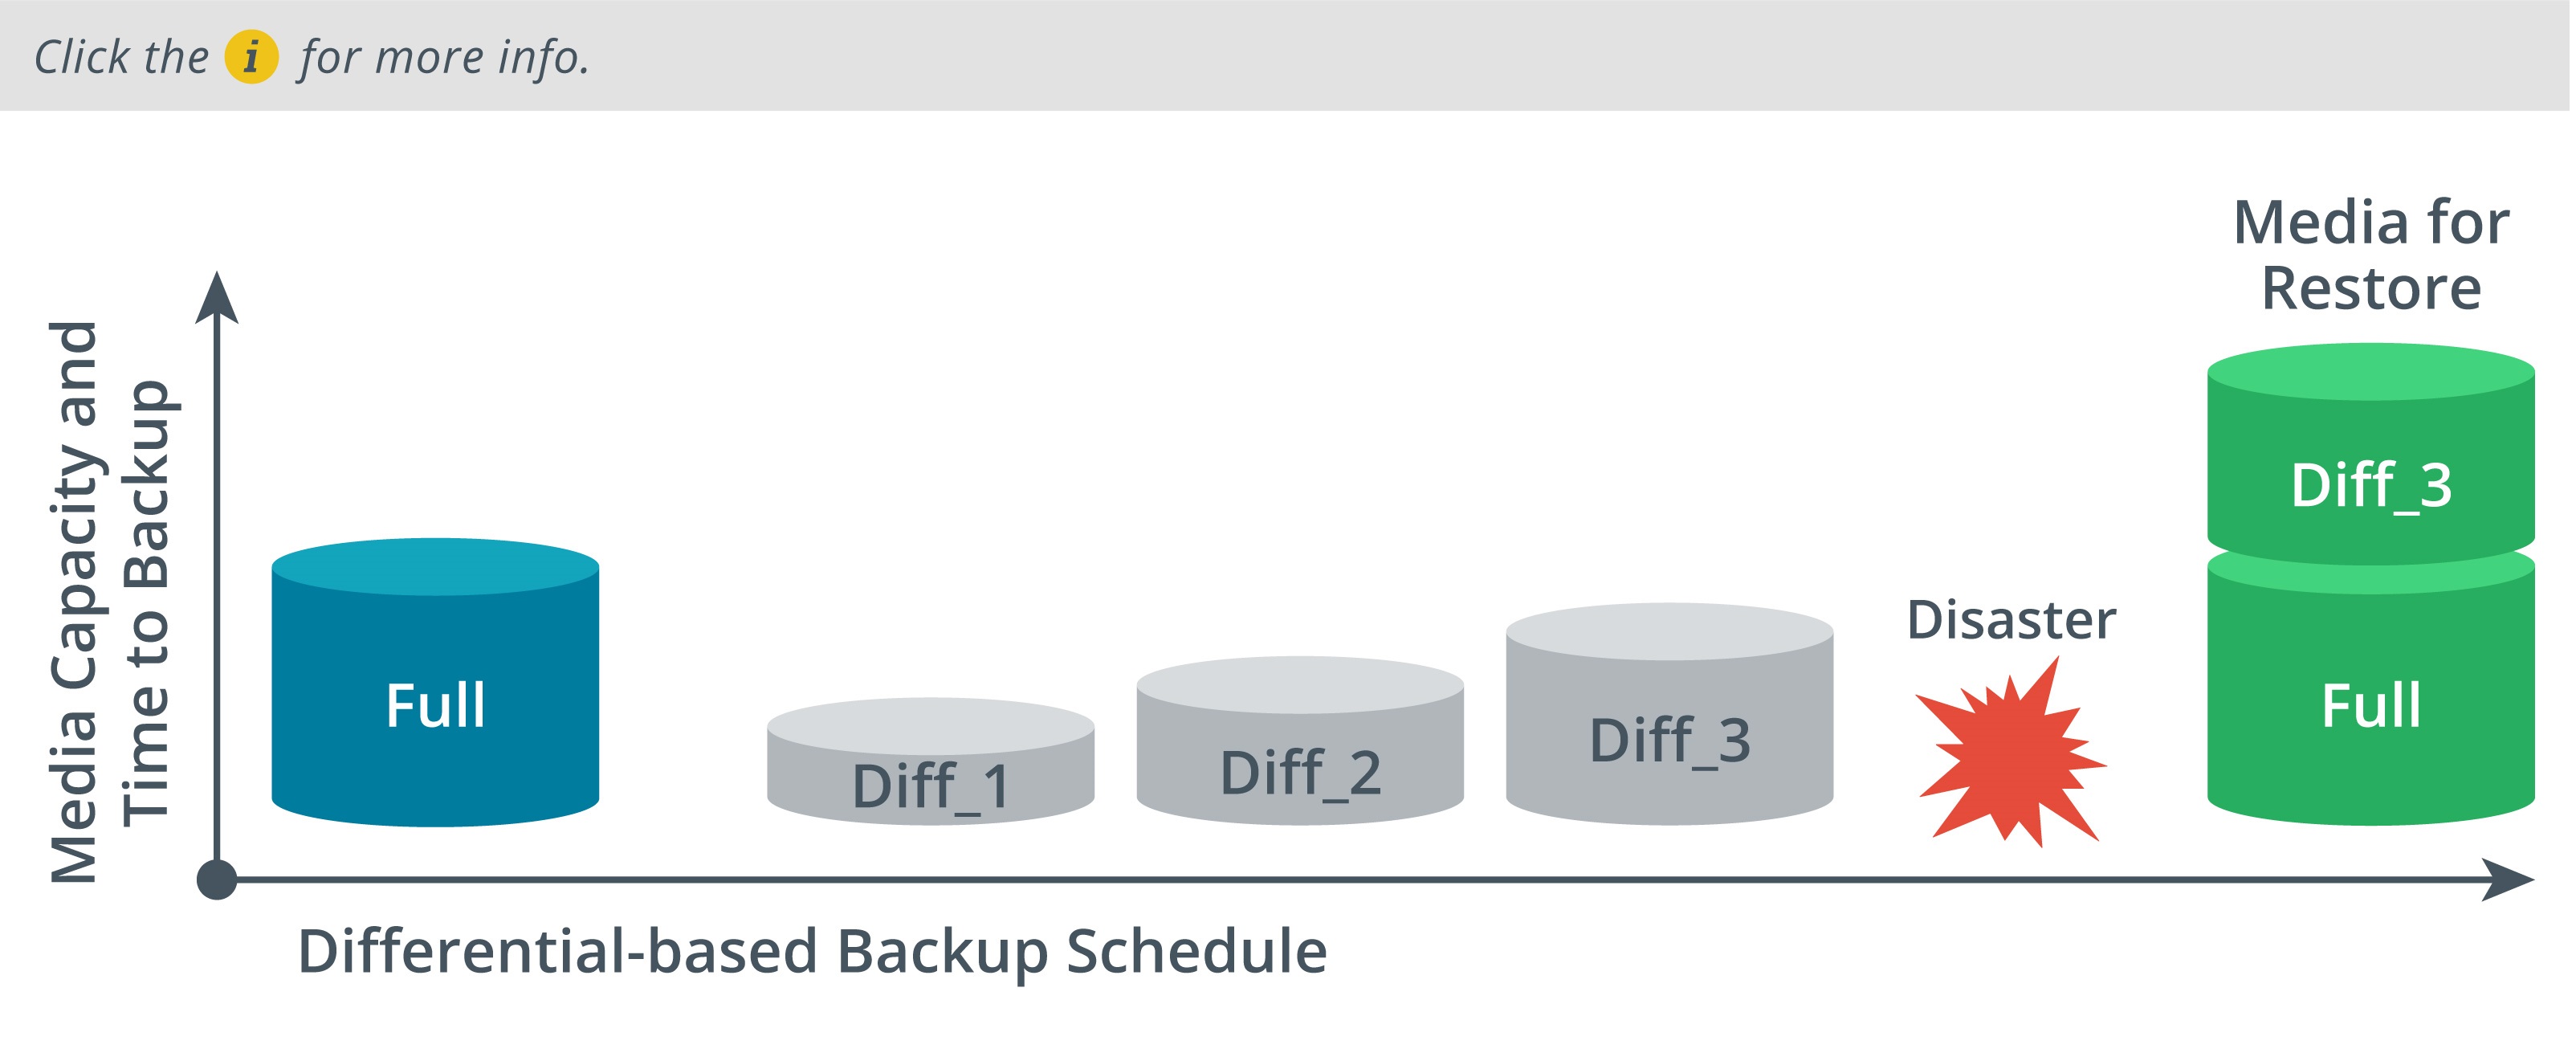 Click the i for more info.
Media for
Restore
Media Capacity and
Time to Backup
Diff_3
Full
Full
Diff_1
Diff_2
Diff_3
Disaster
Differential-based Backup Schedule